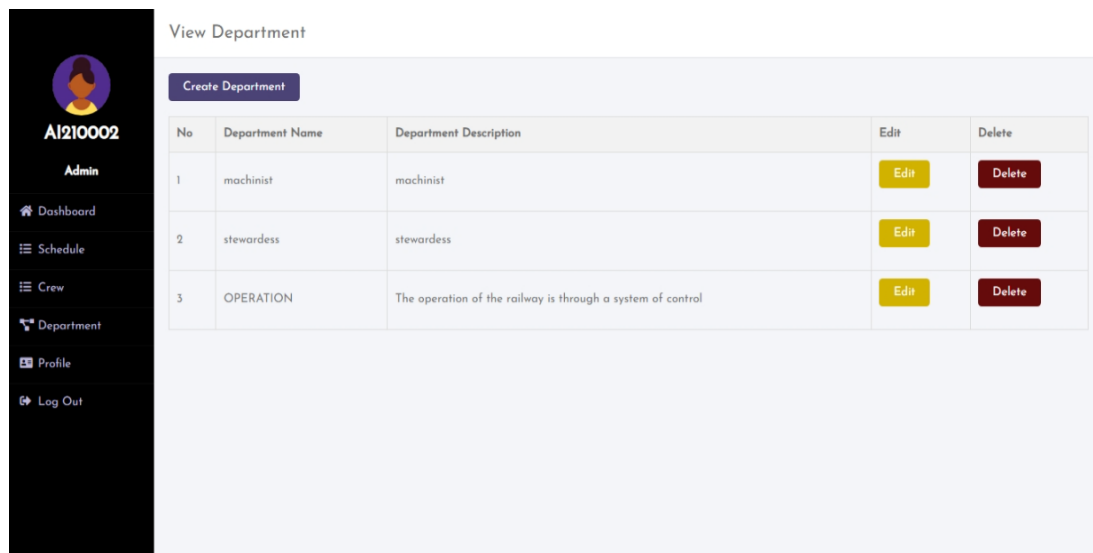 View Department
Create Department
AI210002
Admin
Dashboard
Schedule
Crew
Department
Profile
Log Out
No Department Name Department Description Edit Delete
1 machinist machinist Edit Delete
2 stewardess stewardess Edit Delete
3 OPERATION The operation of the railway is through a system of control Edit Delete